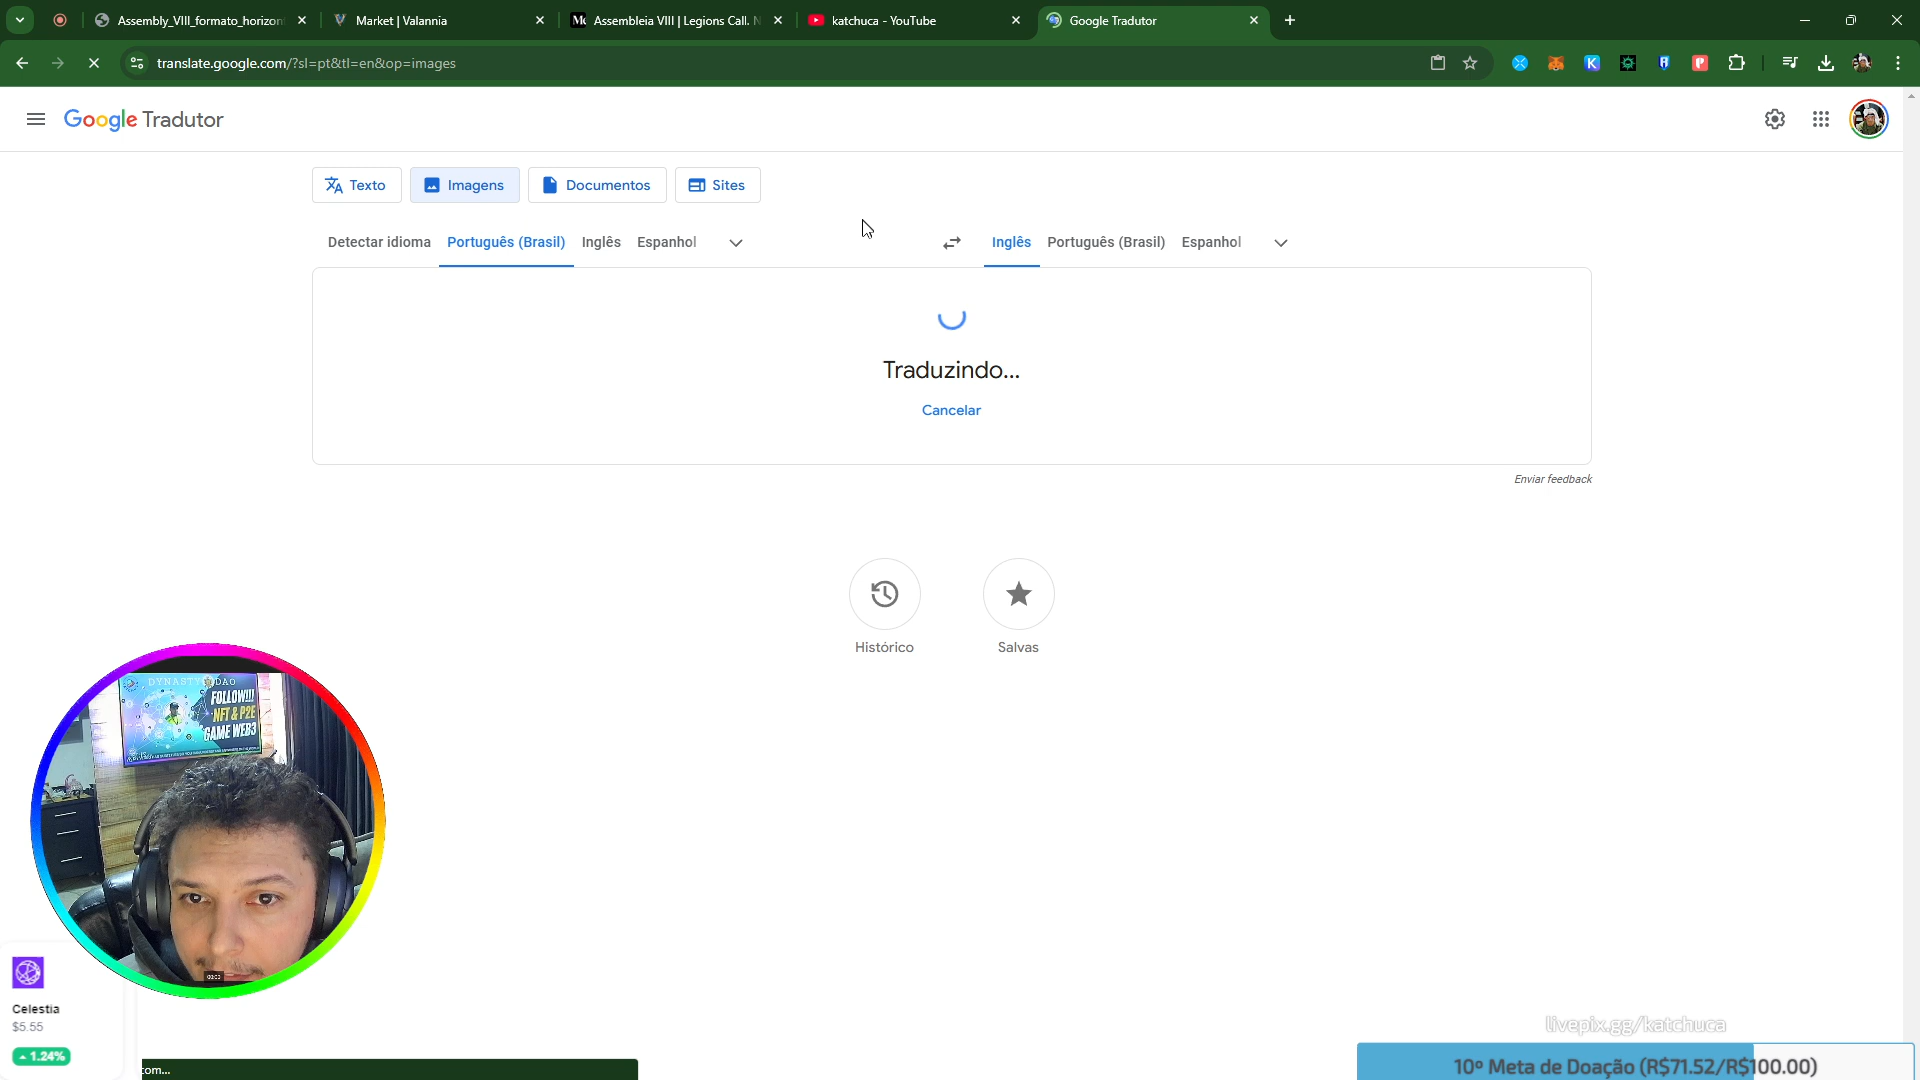 Assembly_VIII_formato_horizon
Market | Valannia
Assembleia VIII | Legions Call. N
katchuca - YouTube
Google Tradutor
translate.google.com/?sl=pt&tl=en&op=images
Google Tradutor
Texto
Imagens
Documentos
Sites
Detectar idioma
Português (Brasil)
Inglês
Espanhol
Inglês
Português (Brasil)
Espanhol
Traduzindo...
Cancelar
Enviar feedback
Histórico
Salvas
DYNASTY DAO
FOLLOW!!!
NFT & P2E
GAME WEB3
Celestia
$5.55
1.24%
com...
livepix.gg/katchuca
10º Meta de Doação (R$71.52/R$100.00)